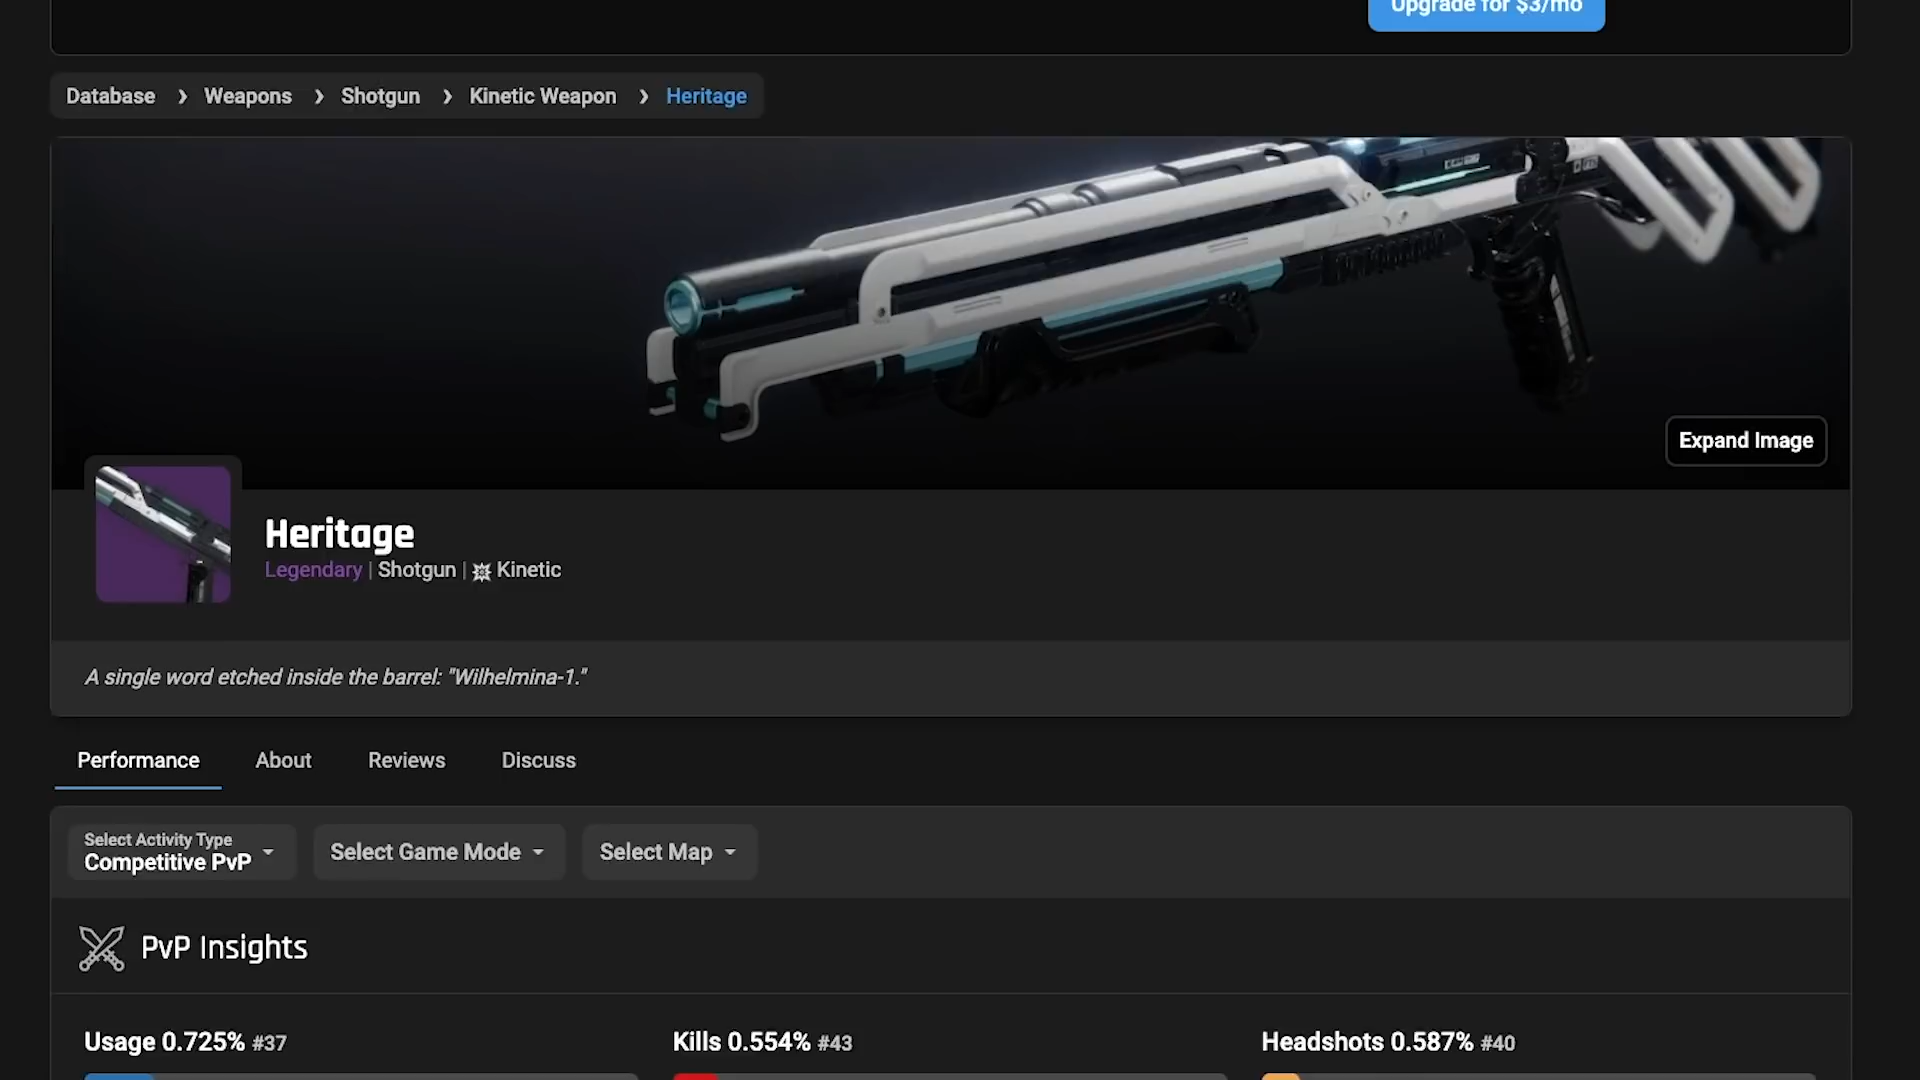 Upgrade for $3/mo
Database › Weapons › Shotgun › Kinetic Weapon › Heritage
Expand Image
Heritage
Legendary | Shotgun | Kinetic
A single word etched inside the barrel: "Wilhelmina-1."
Performance About Reviews Discuss
Select Activity Type
Competitive PvP
Select Game Mode
Select Map
PvP Insights
Usage 0.725% #37
Kills 0.554% #43
Headshots 0.587% #40